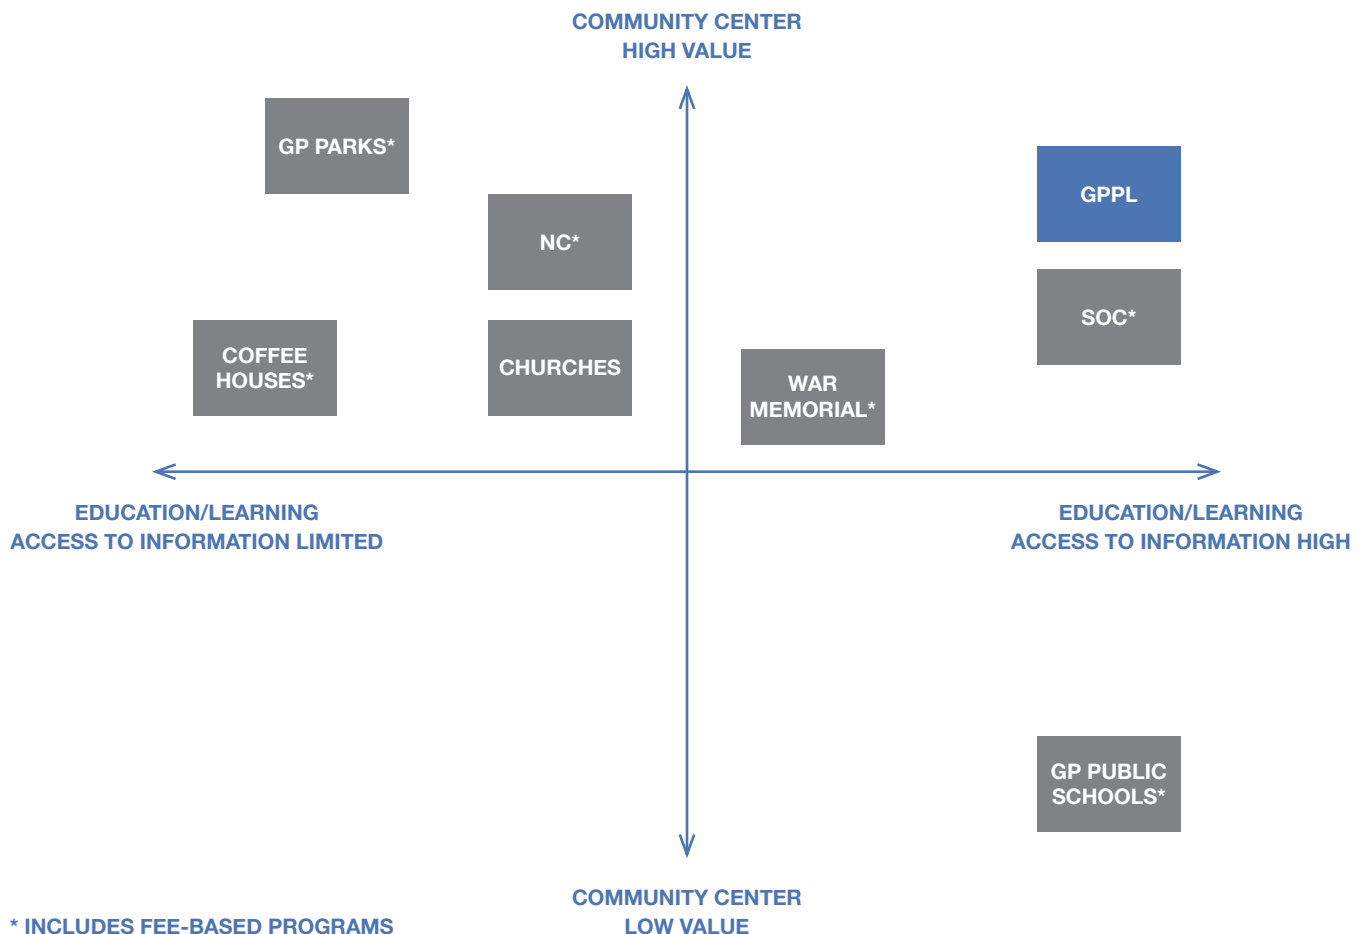 COMMUNITY CENTER
HIGH VALUE
GP PARKS*
GPPL
NC*
SOC*
COFFEE
HOUSES*
CHURCHES
WAR
MEMORIAL*
EDUCATION/LEARNING
ACCESS TO INFORMATION LIMITED
EDUCATION/LEARNING
ACCESS TO INFORMATION HIGH
GP PUBLIC
SCHOOLS*
COMMUNITY CENTER
LOW VALUE
* INCLUDES FEE-BASED PROGRAMS